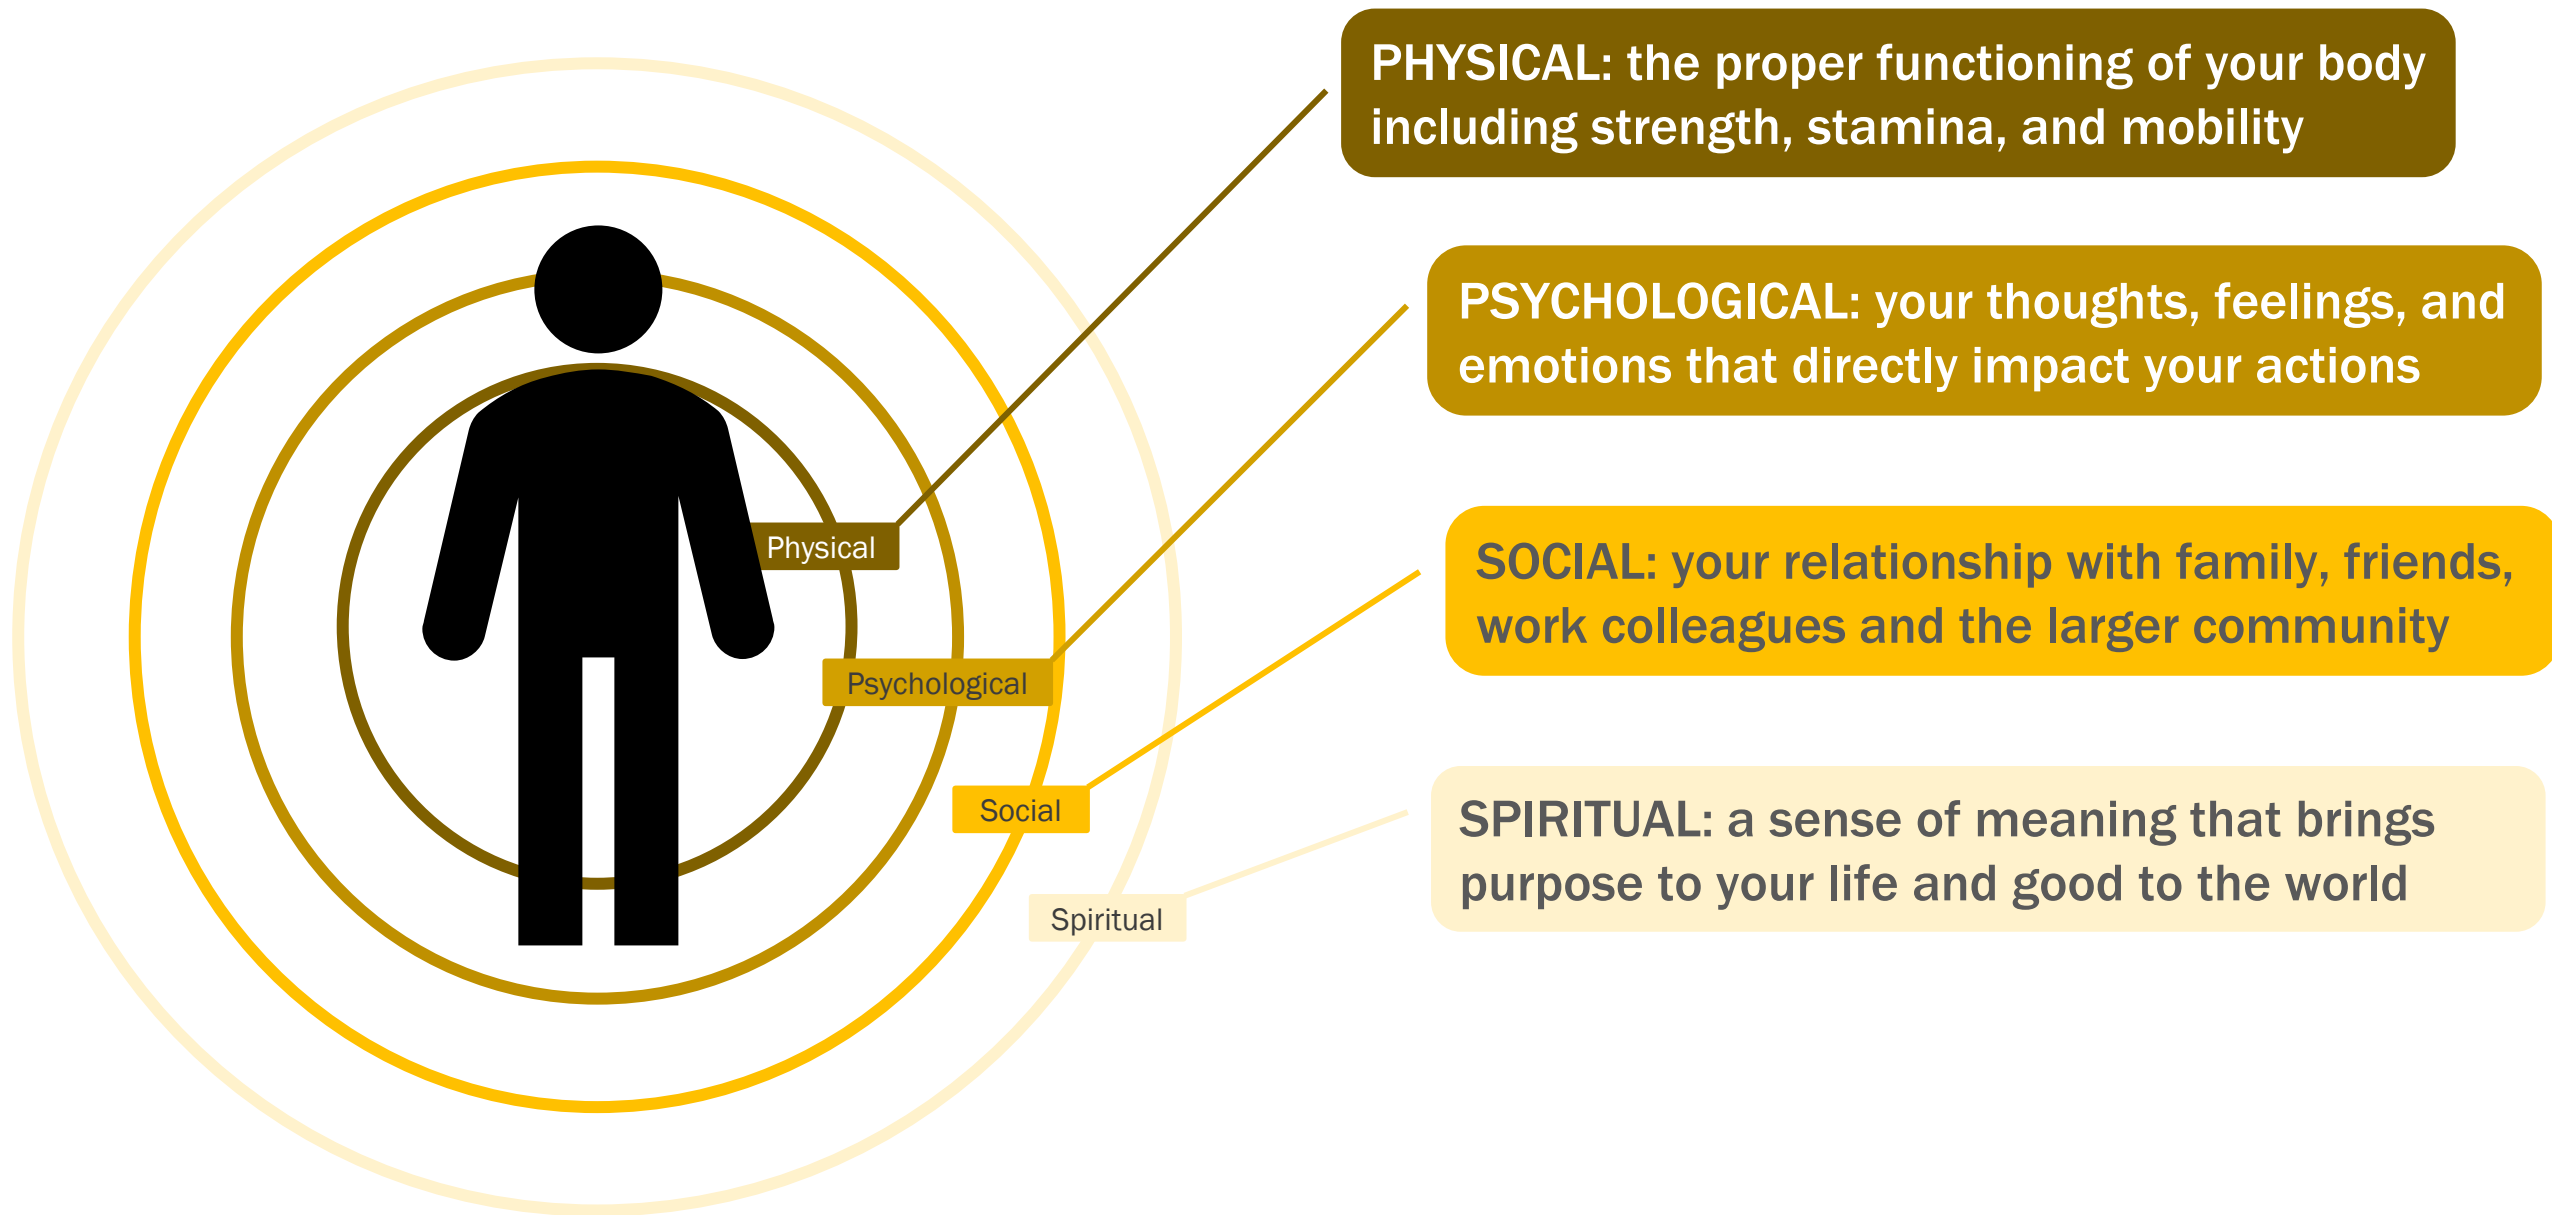 PHYSICAL: the proper functioning of your body
including strength, stamina, and mobility
PSYCHOLOGICAL: your thoughts, feelings, and
emotions that directly impact your actions
Physical
SOCIAL: your relationship with family, friends,
work colleagues and the larger community
Psychological
Social
SPIRITUAL: a sense of meaning that brings
purpose to your life and good to the world
Spiritual